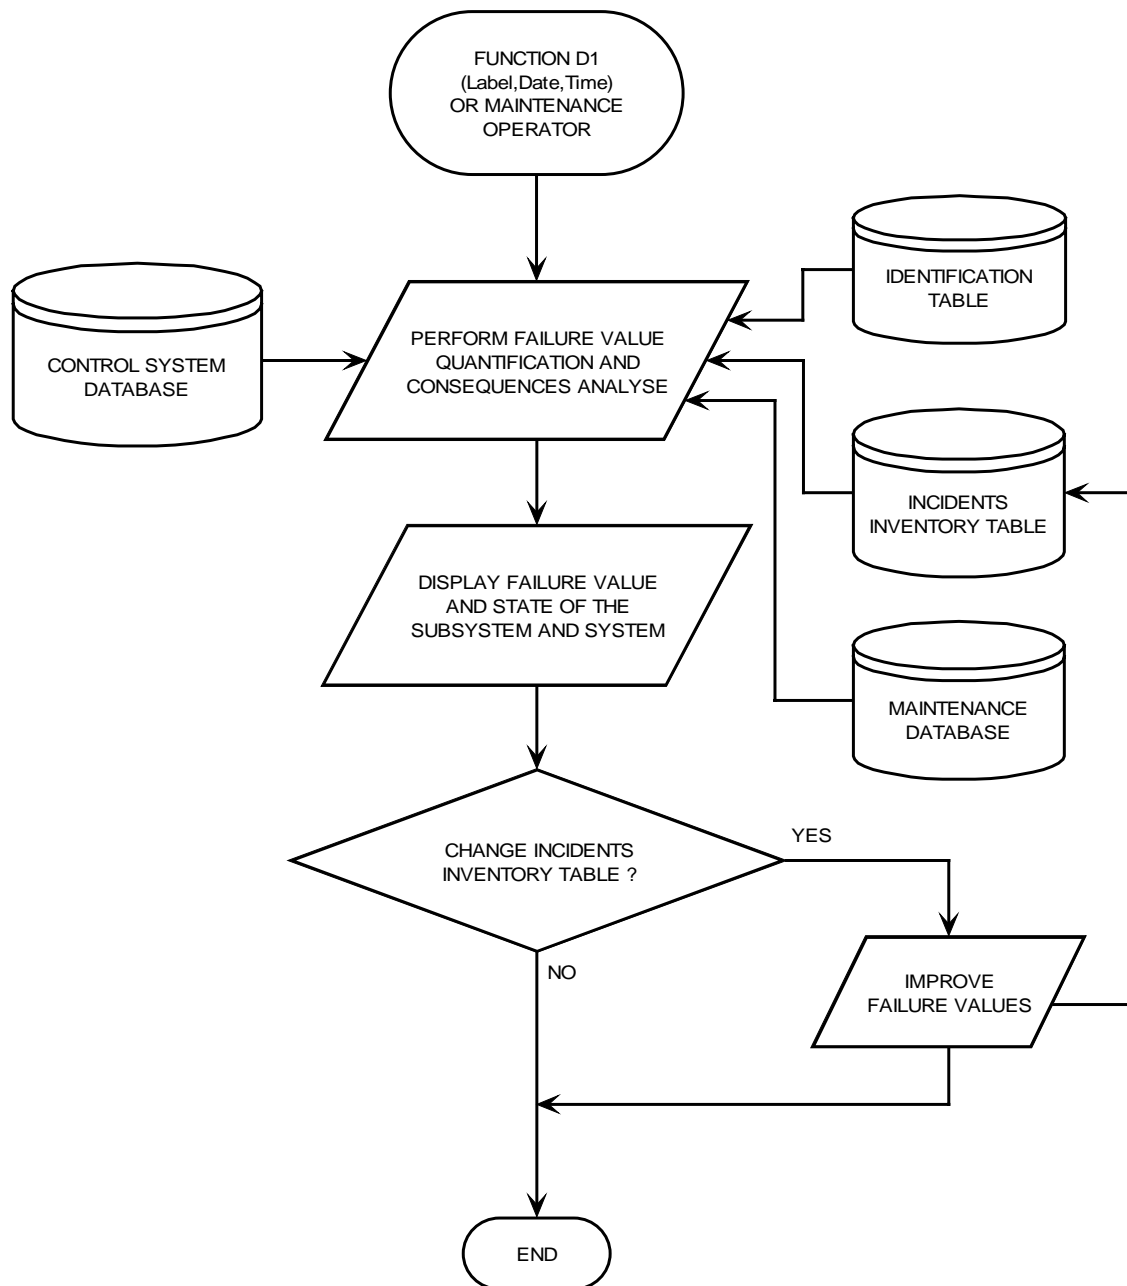 FUNCTION D1
(Label,Date,Time)
OR MAINTENANCE
OPERATOR
IDENTIFICATION
TABLE
CONTROL SYSTEM
DATABASE
PERFORM FAILURE VALUE
QUANTIFICATION AND
CONSEQUENCES ANALYSE
INCIDENTS
INVENTORY TABLE
DISPLAY FAILURE VALUE
AND STATE OF THE
SUBSYSTEM AND SYSTEM
MAINTENANCE
DATABASE
CHANGE INCIDENTS
INVENTORY TABLE ?
YES
NO
IMPROVE
FAILURE VALUES
END